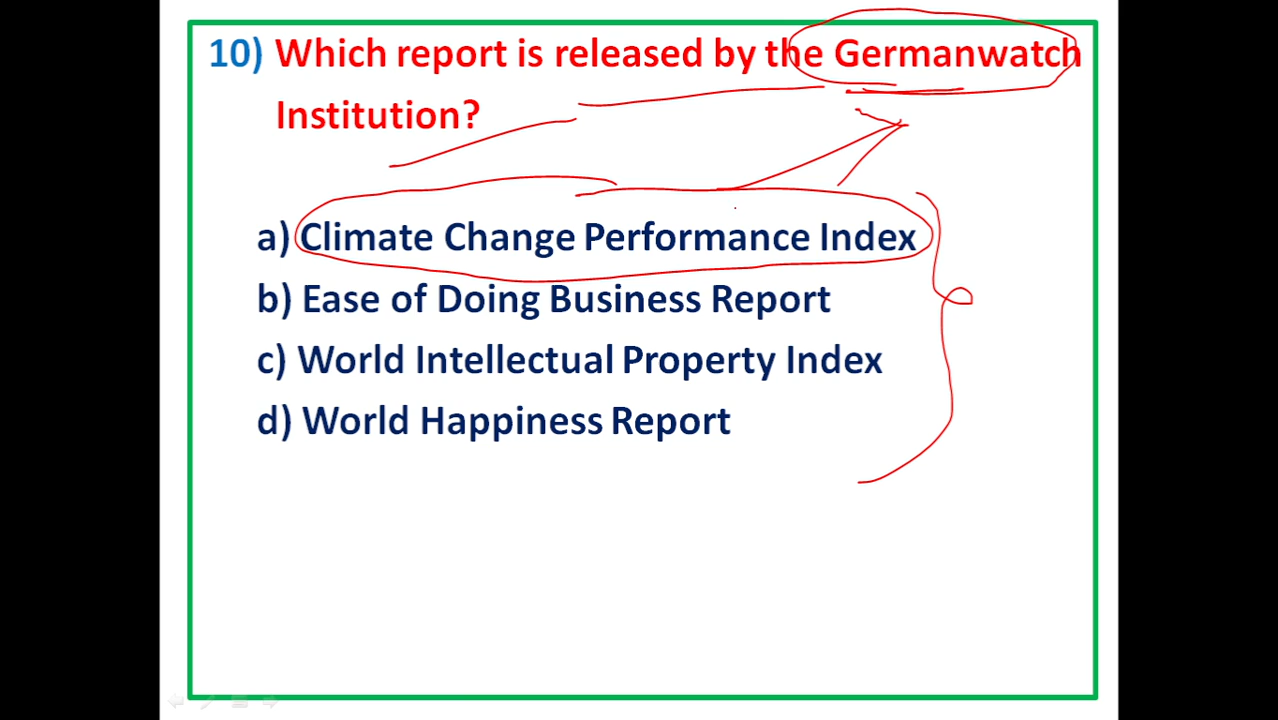 10) Which report is released by the Germanwatch
Institution?
a) Climate Change Performance Index
b) Ease of Doing Business Report
c) World Intellectual Property Index
d) World Happiness Report